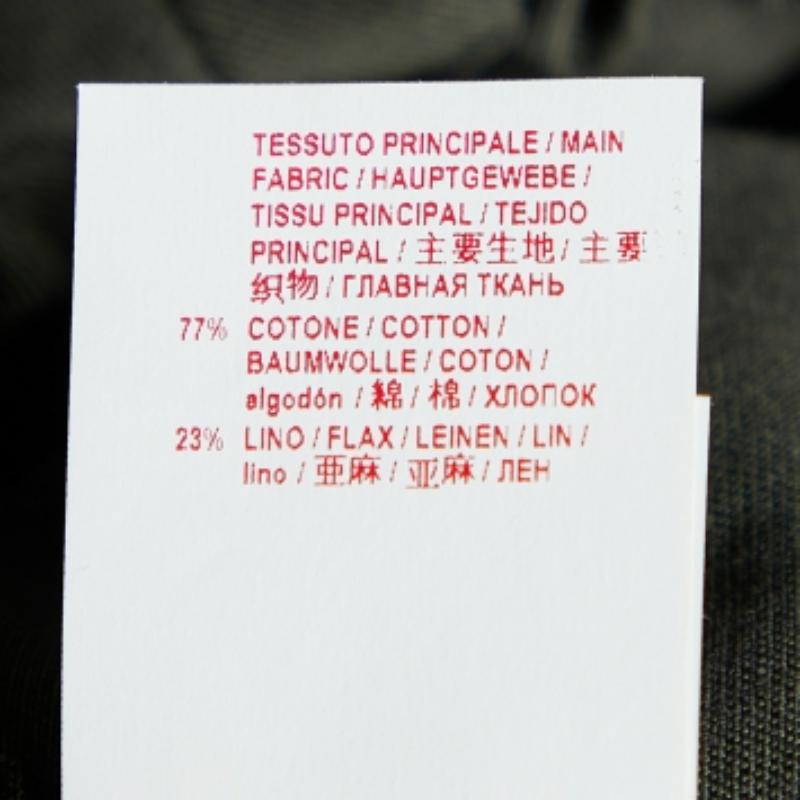 TESSUTO PRINCIPALE / MAIN
FABRIC / HAUPTGEWEBE /
TISSU PRINCIPAL / TEJIDO
PRINCIPAL / 主要生地 / 主要
织物 / ГЛАВНАЯ ТКАНЬ
77% COTONE / COTTON /
BAUMWOLLE / COTON /
algodón / 綿 / 棉 / ХЛОПОК
23% LINO / FLAX / LEINEN / LIN /
lino / 亜麻 / 亚麻 / ЛЕН